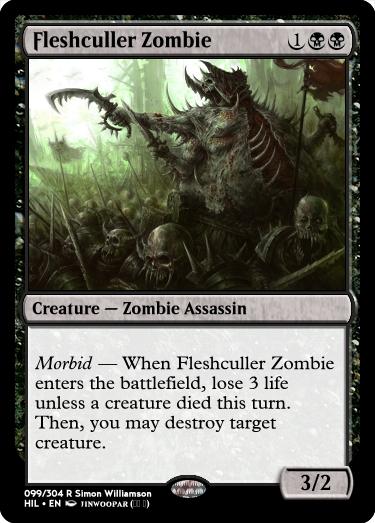 Fleshculler Zombie 1
Creature — Zombie Assassin
Morbid — When Fleshculler Zombie
enters the battlefield, lose 3 life
unless a creature died this turn.
Then, you may destroy target
creature.
3/2
099/304 R Simon Williamson
HIL • EN JINWOOPAR (□□ □)